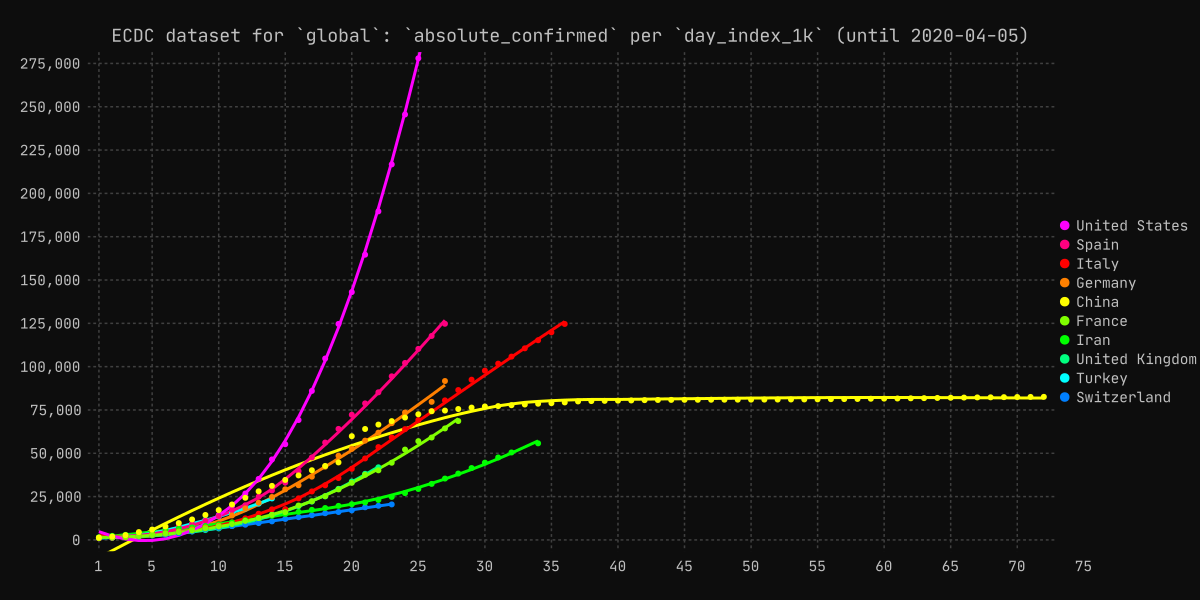 ECDC dataset for `global`: `absolute_confirmed` per `day_index_1k` (until 2020-04-05)
275,000
250,000
225,000
200,000
175,000
150,000
125,000
100,000
75,000
50,000
25,000
0
1 5 10 15 20 25 30 35 40 45 50 55 60 65 70 75
United States
Spain
Italy
Germany
China
France
Iran
United Kingdom
Turkey
Switzerland